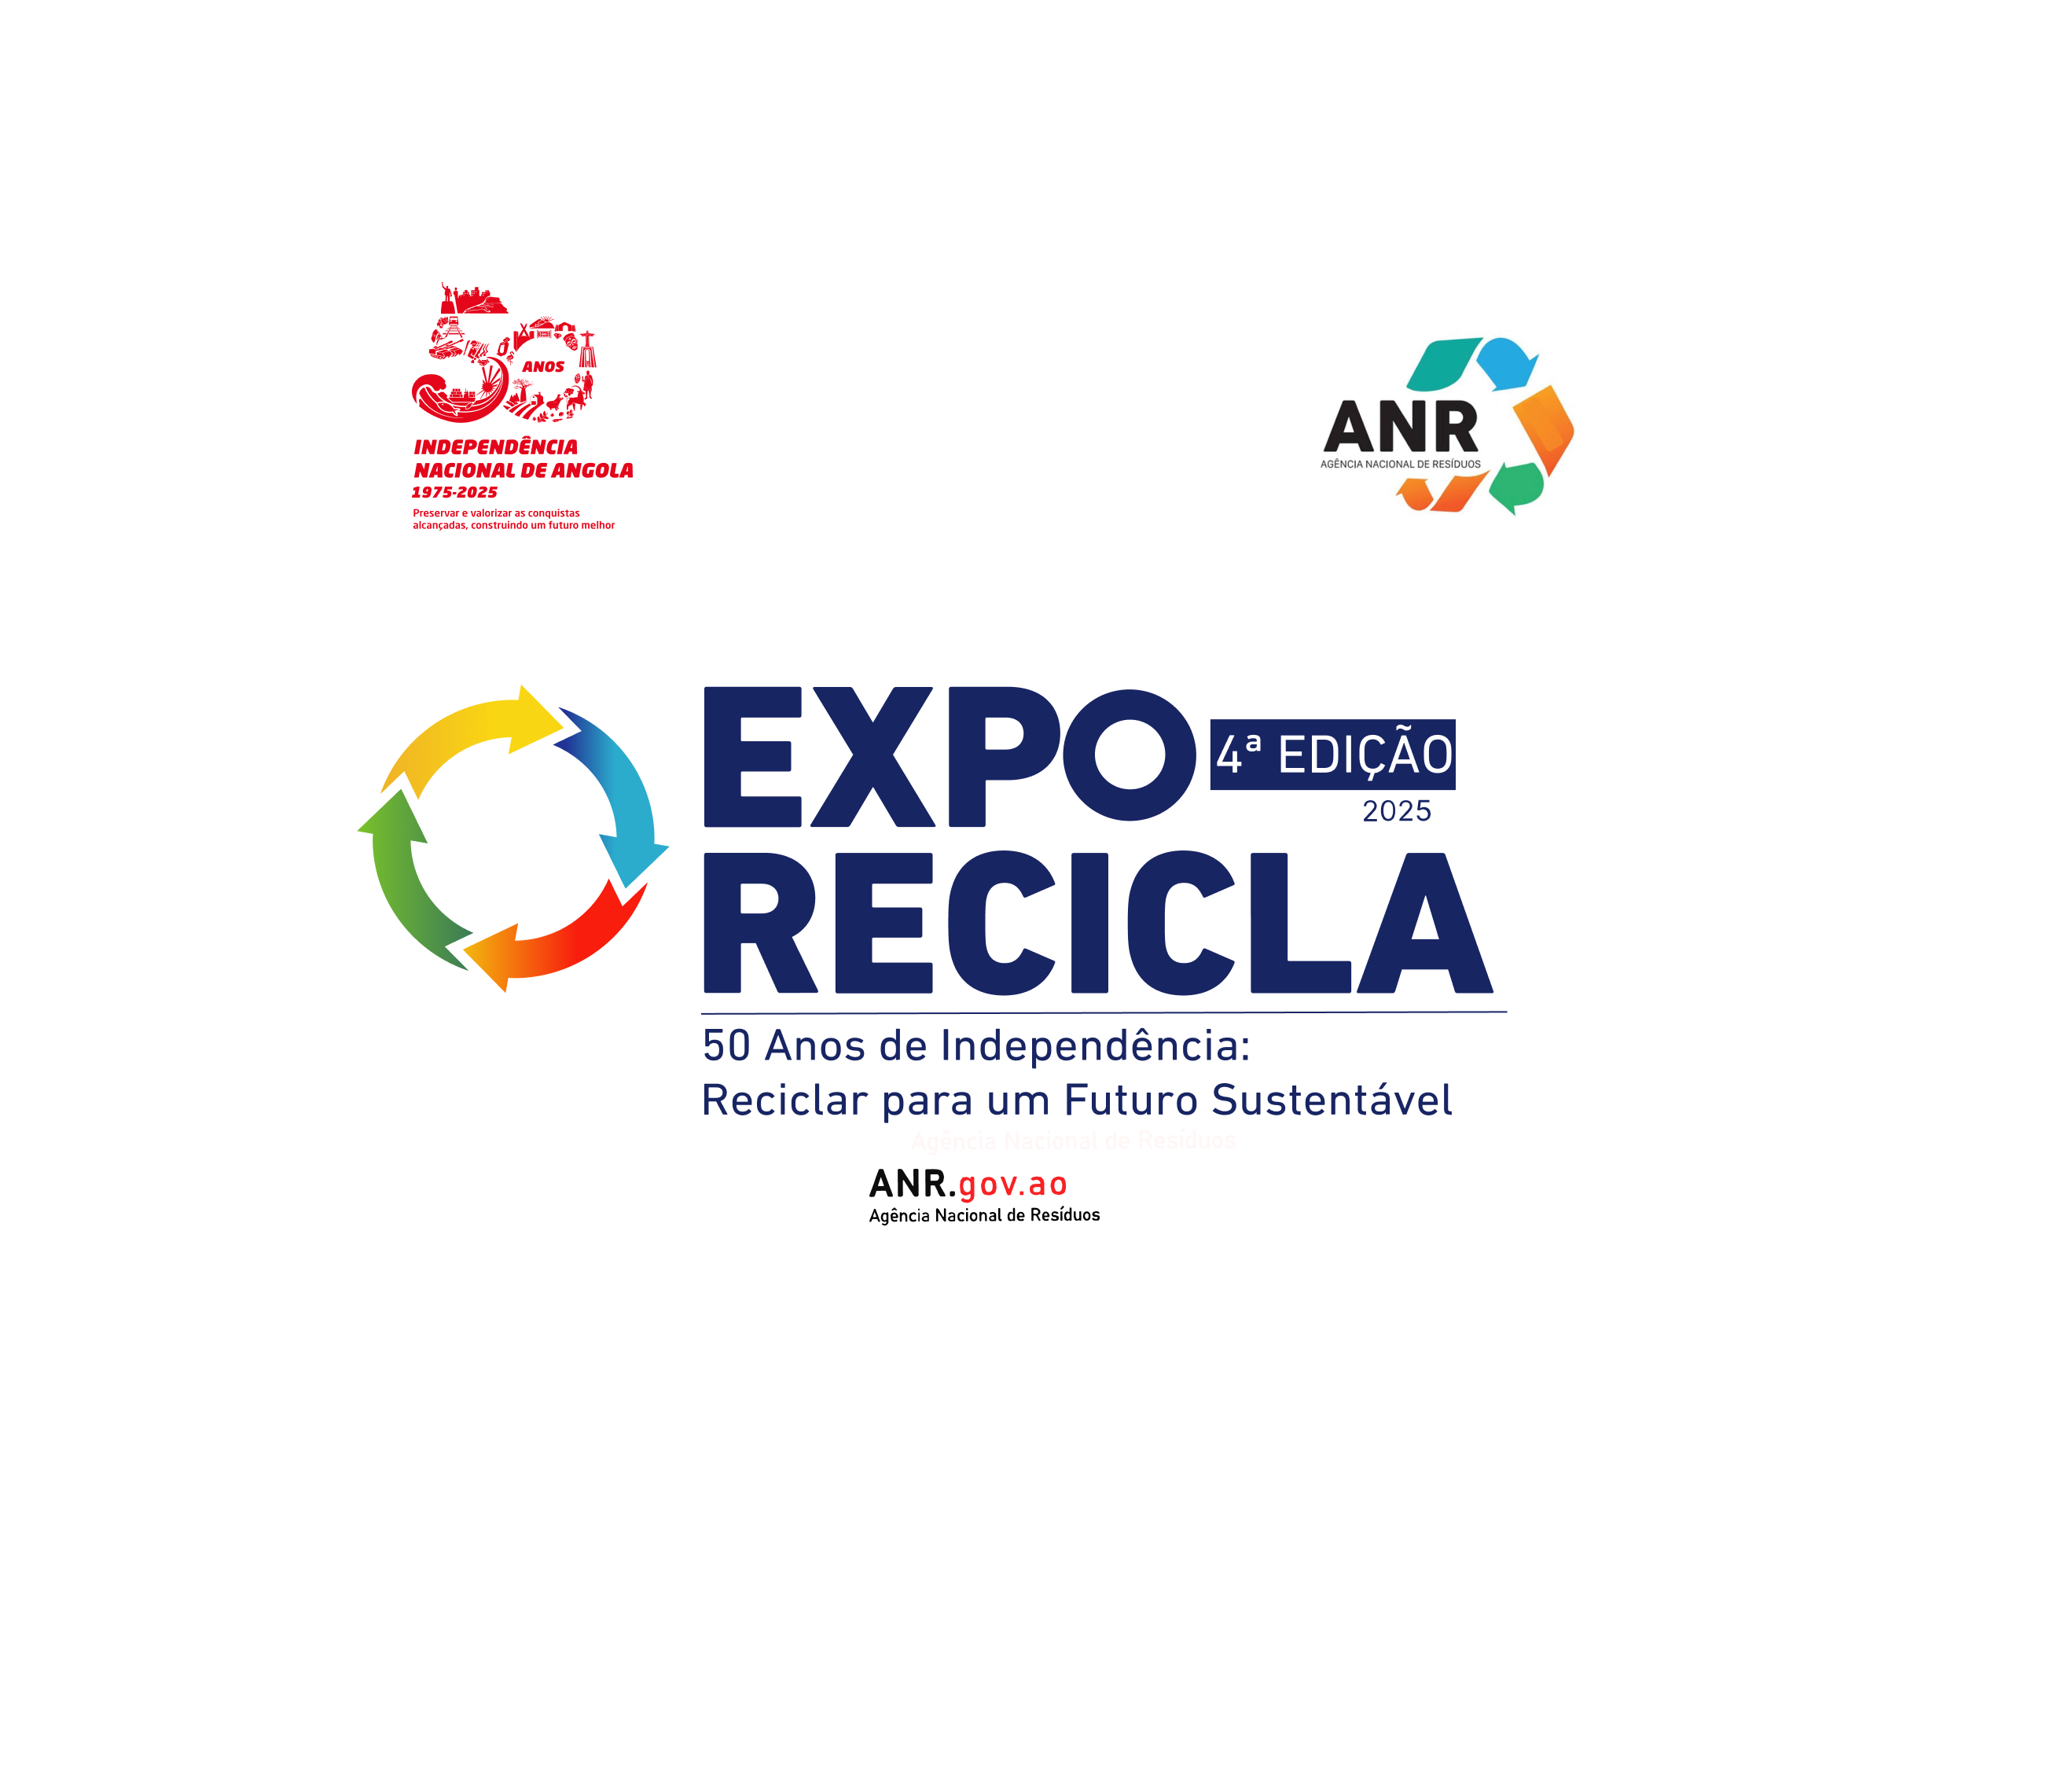 50 ANOS
INDEPENDÊNCIA
NACIONAL DE ANGOLA
1975-2025
Preservar e valorizar as conquistas
alcançadas, construindo um futuro melhor
ANR
AGÊNCIA NACIONAL DE RESÍDUOS
EXPO
4ª EDIÇÃO
2025
RECICLA
50 Anos de Independência:
Reciclar para um Futuro Sustentável
Agência Nacional de Resíduos
ANR.gov.ao
Agência Nacional de Resíduos